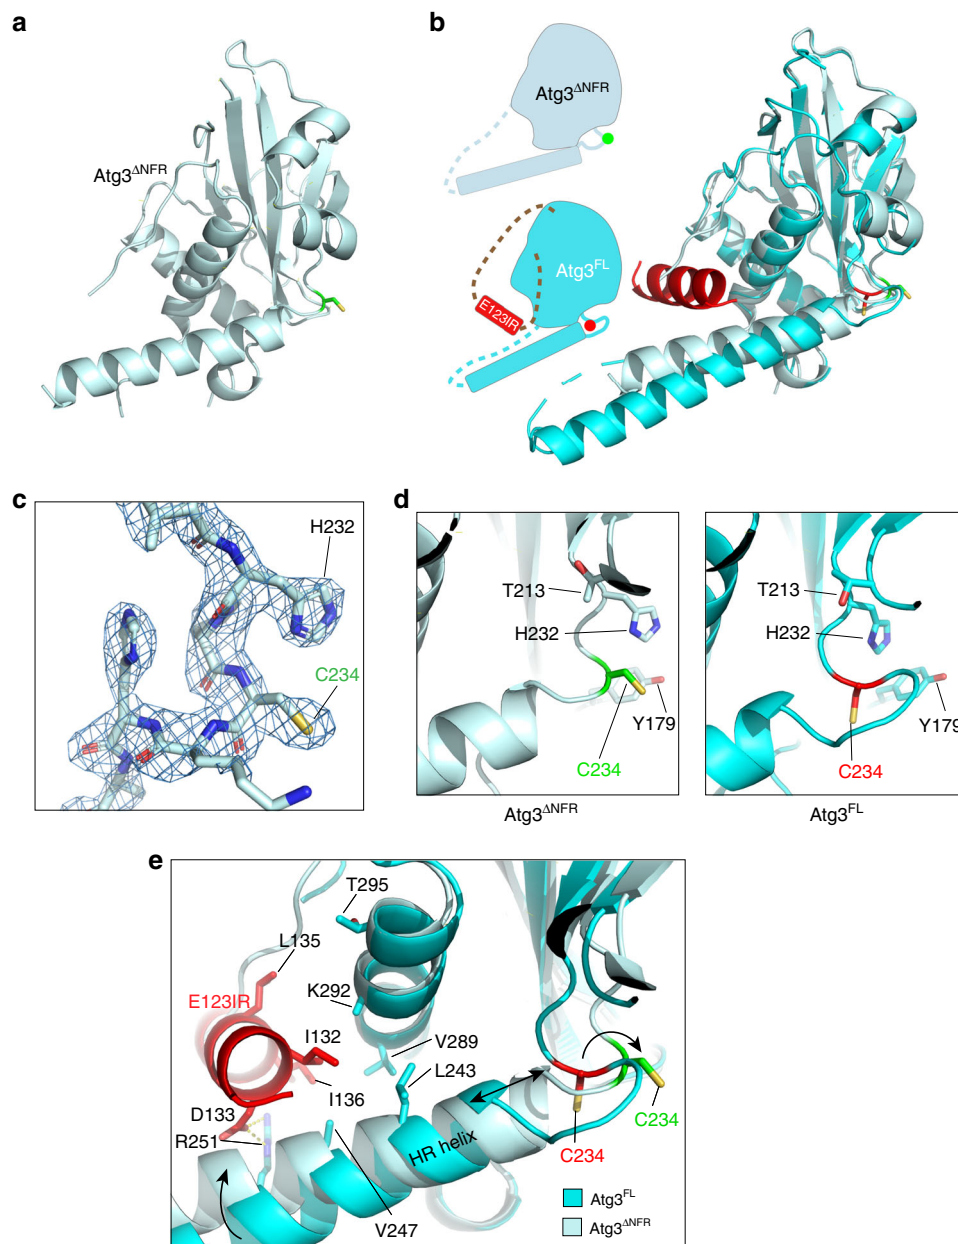 a
Atg3ΔNFR
b
Atg3ΔNFR
Atg3FL
E123IR
c
H232
C234
d
T213
H232
Y179
C234
Atg3ΔNFR
T213
H232
Y179
C234
Atg3FL
e
T295
L135
E123IR
K292
I132
V289
L243
I136
D133
R251
HR helix
C234
C234
V247
Atg3FL
Atg3ΔNFR